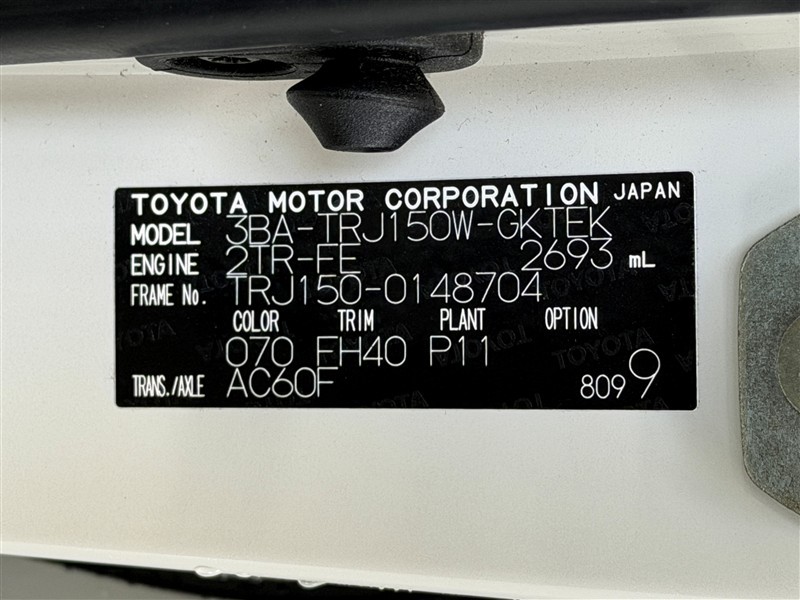 TOYOTA MOTOR CORPORATION JAPAN
MODEL 3BA-TRJ150W-GKTEK
ENGINE 2TR-FE 2693 mL
FRAME No. TRJ150-0148704
COLOR TRIM PLANT OPTION
070 FH40 P11
TRANS./AXLE AC60F 809 9